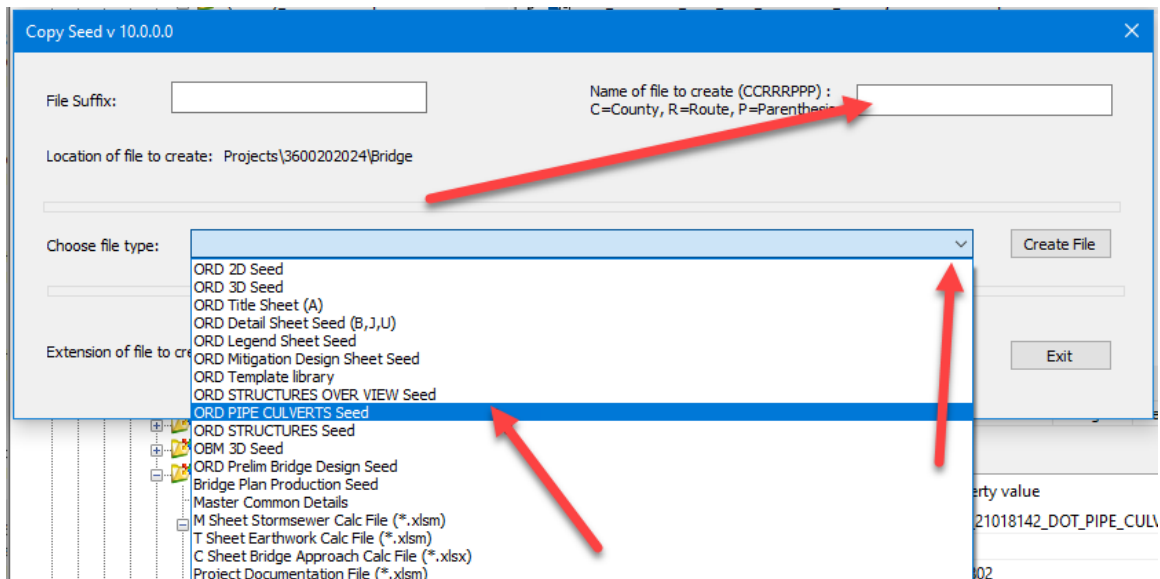 Copy Seed v 10.0.0.0
File Suffix:
Name of file to create (CCRRRPPP) :
C=County, R=Route, P=Parenthesis
Location of file to create: Projects\3600202024\Bridge
Choose file type:
Create File
ORD 2D Seed
ORD 3D Seed
ORD Title Sheet (A)
ORD Detail Sheet Seed (B,J,U)
ORD Legend Sheet Seed
Extension of file to cre
ORD Mitigation Design Sheet Seed
Exit
ORD Template library
ORD STRUCTURES OVER VIEW Seed
ORD PIPE CULVERTS Seed
ORD STRUCTURES Seed
OBM 3D Seed
ORD Prelim Bridge Design Seed
Bridge Plan Production Seed
erty value
Master Common Details
M Sheet Stormsewer Calc File (*.xlsm)
21018142_DOT_PIPE_CULV
T Sheet Earthwork Calc File (*.xlsm)
C Sheet Bridge Approach Calc File (*.xlsx)
Project Documentation File (*.xlsm)
302